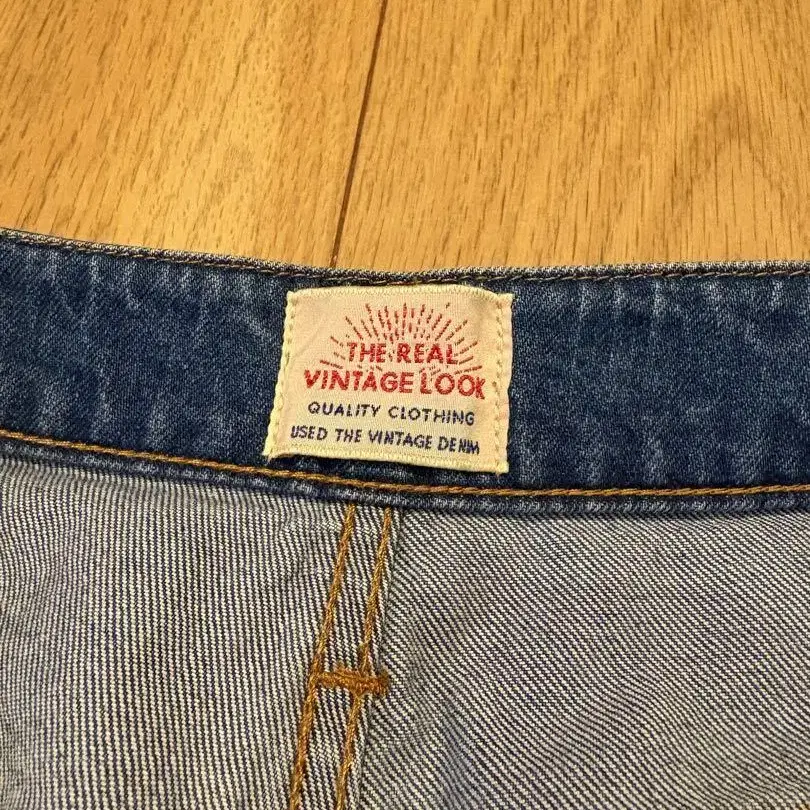 THE REAL
VINTAGE LOOK
QUALITY CLOTHING
USED THE VINTAGE DENIM